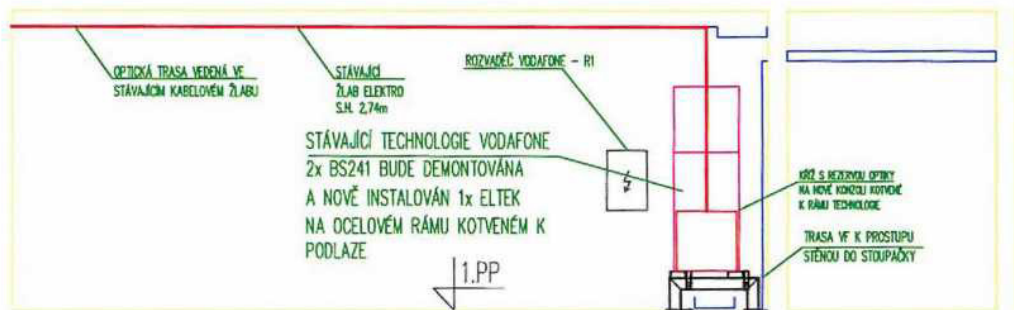 OPTICKÁ TRASA VEDENÁ VE
STÁVAJÍCÍM KABELOVÉM ŽLABU
STÁVAJÍCÍ
ŽLAB ELEKTRO
S.H. 2,74m
ROZVADĚČ VODAFONE - R1
STÁVAJÍCÍ TECHNOLOGIE VODAFONE
2x BS241 BUDE DEMONTOVÁNA
A NOVĚ INSTALOVÁN 1x ELTEK
NA OCELOVÉM RÁMU KOTVENÉM K
PODLAZE
KŘÍŽ S REZERVOU OPTIKY
NA NOVÉ KONZOLI KOTVENÉ
K RÁMU TECHNOLOGIE
TRASA VF K PROSTUPU
STĚNOU DO STOUPAČKY
1.PP